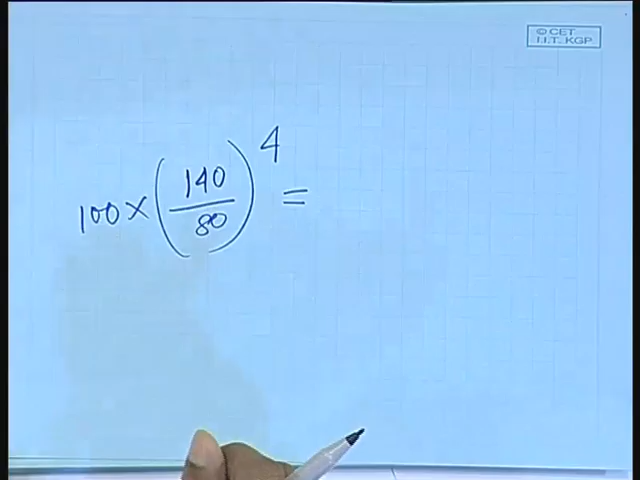 © CET
I.I.T. KGP
100 × (140/80)^4 =